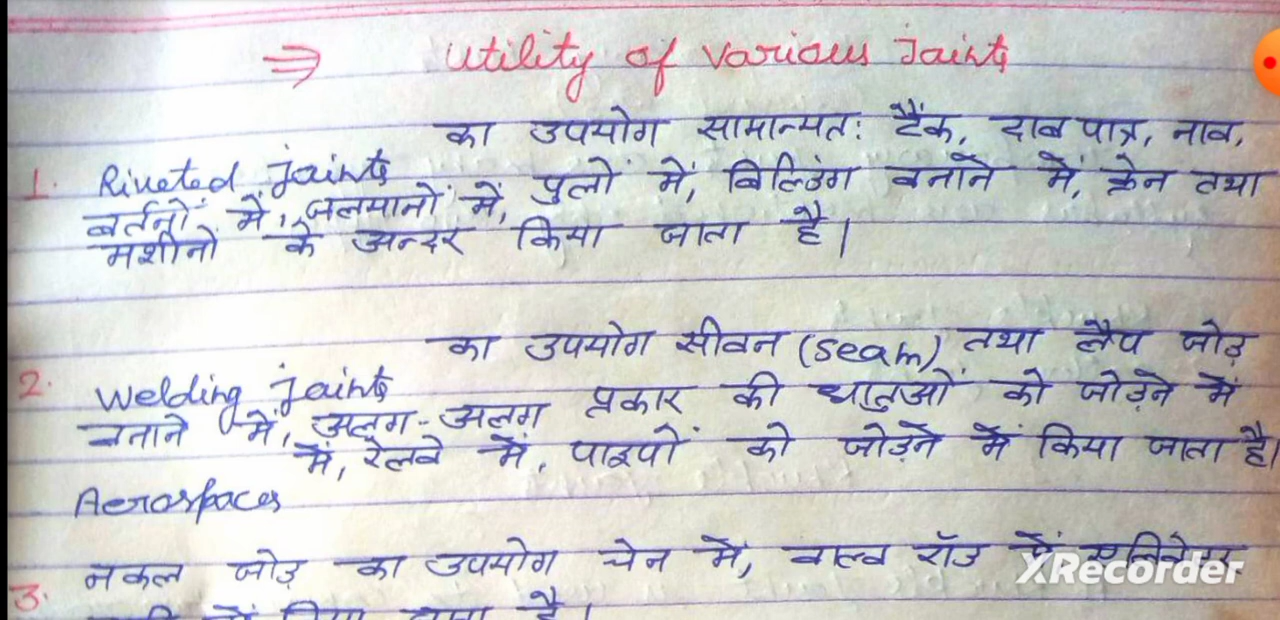 ⇒ Utility of Various Joints
1. Riveted Joints का उपयोग सामान्यत: टैंक, दाब पात्र, नाव,
बर्तनों में, जलयानों में, पुलों में, बिल्डिंग बनाने में, क्रेन तथा
मशीनों के अन्दर किया जाता है।
2. Welding Joints का उपयोग सीवन (seam) तथा लैप जोड़
बनाने में, अलग-अलग प्रकार की धातुओं को जोड़ने में
Aerospaces में, रेलवे में, पाइपों को जोड़ने में किया जाता है।
3. नकल जोड़ का उपयोग चेन में, वाल्व रॉड में
है।
XRecorder